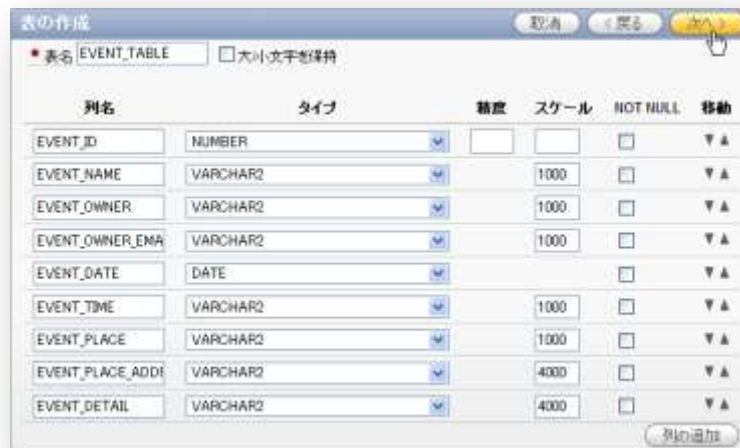 表の作成 取消 < 戻る 次へ >
* 表名 EVENT_TABLE 大/小文字を保持
列名 タイプ 精度 スケール NOT NULL 移動
EVENT_ID NUMBER
EVENT_NAME VARCHAR2 1000
EVENT_OWNER VARCHAR2 1000
EVENT_OWNER_EMA VARCHAR2 1000
EVENT_DATE DATE
EVENT_TIME VARCHAR2 1000
EVENT_PLACE VARCHAR2 1000
EVENT_PLACE_ADDR VARCHAR2 4000
EVENT_DETAIL VARCHAR2 4000
列の追加